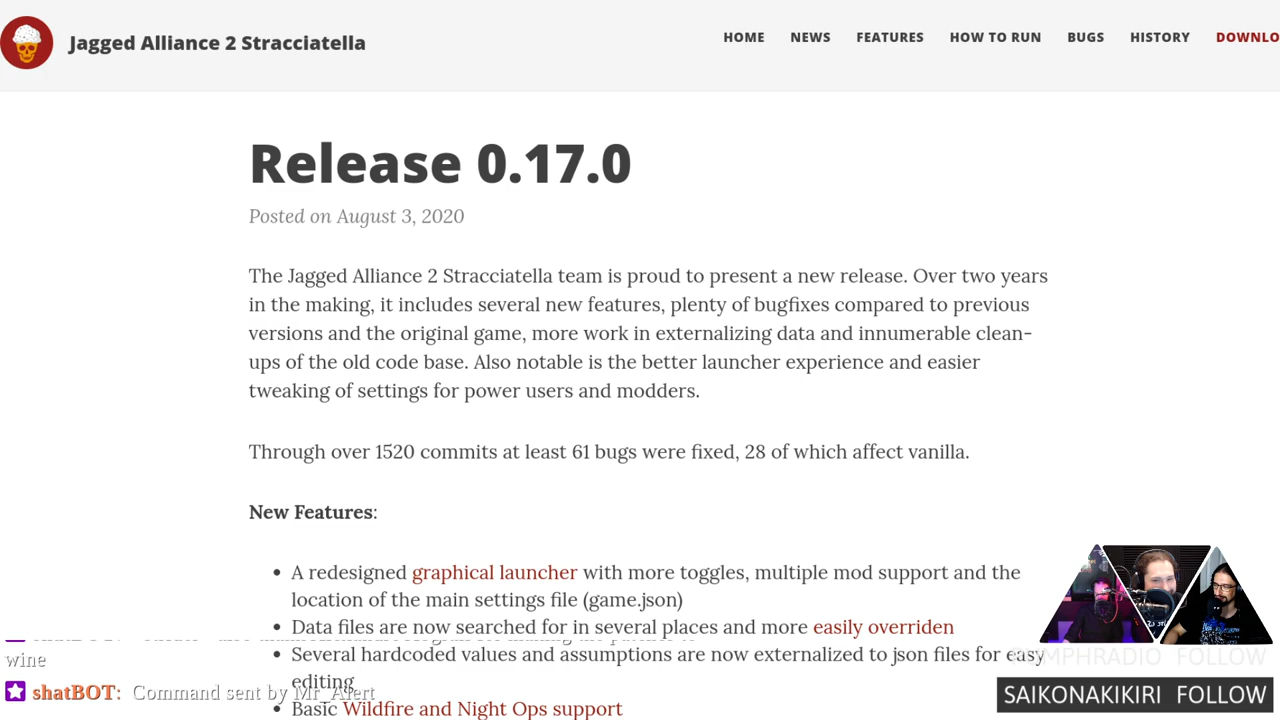 Jagged Alliance 2 Stracciatella
HOME NEWS FEATURES HOW TO RUN BUGS HISTORY DOWNLO
Release 0.17.0
Posted on August 3, 2020
The Jagged Alliance 2 Stracciatella team is proud to present a new release. Over two years
in the making, it includes several new features, plenty of bugfixes compared to previous
versions and the original game, more work in externalizing data and innumerable clean-
ups of the old code base. Also notable is the better launcher experience and easier
tweaking of settings for power users and modders.
Through over 1520 commits at least 61 bugs were fixed, 28 of which affect vanilla.
New Features:
• A redesigned graphical launcher with more toggles, multiple mod support and the
location of the main settings file (game.json)
• Data files are now searched for in several places and more easily overriden
• Several hardcoded values and assumptions are now externalized to json files for easy
editing
• Basic Wildfire and Night Ops support
wine
shatBOT: Command sent by Mr_Alert
FOLLOW
SAIKONAKIKIRI FOLLOW